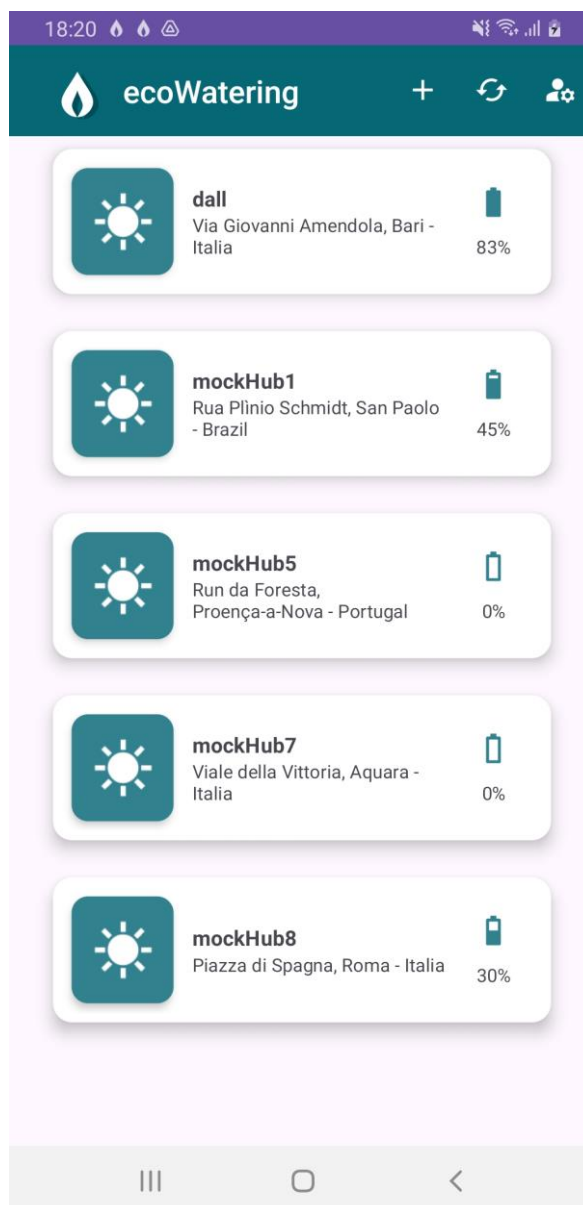 18:20
ecoWatering
dall
Via Giovanni Amendola, Bari -
Italia
83%
mockHub1
Rua Plìnio Schmidt, San Paolo
- Brazil
45%
mockHub5
Run da Foresta,
Proença-a-Nova - Portugal
0%
mockHub7
Viale della Vittoria, Aquara -
Italia
0%
mockHub8
Piazza di Spagna, Roma - Italia
30%